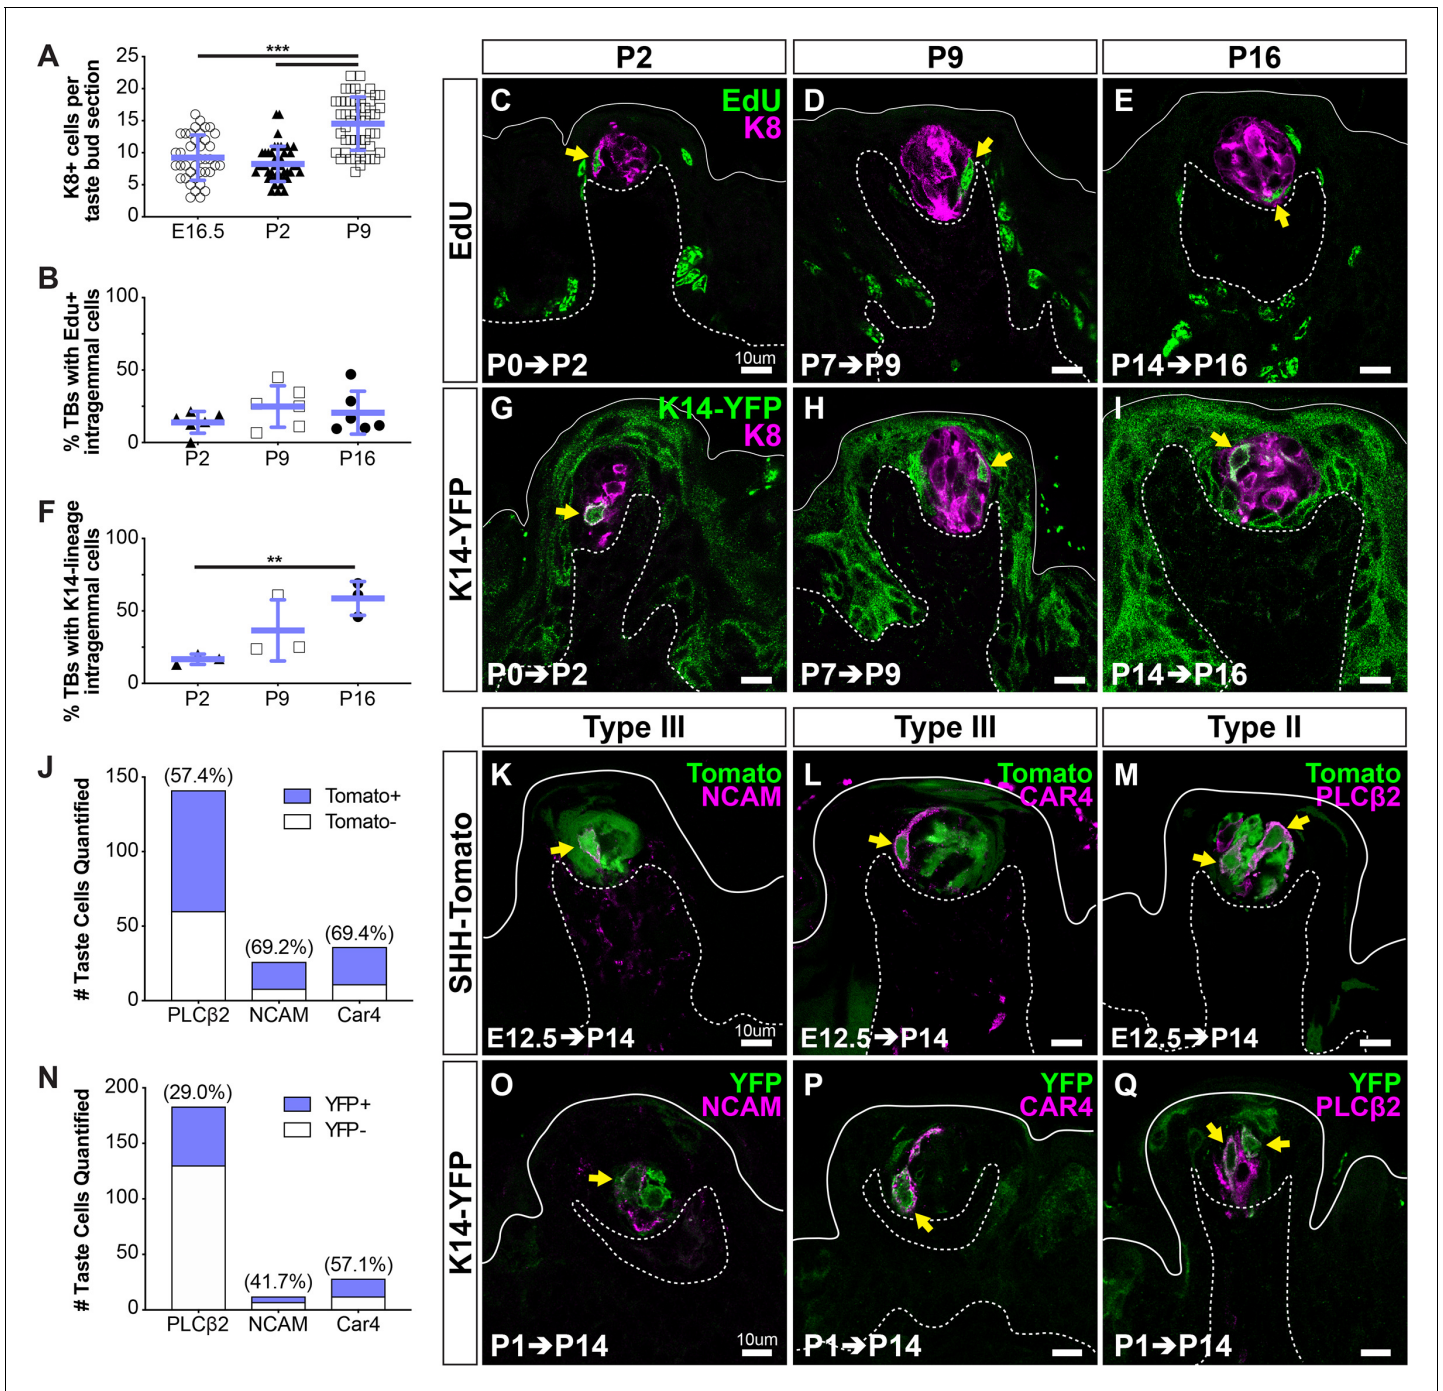 A
K8+ cells per
taste bud section
25
20
15
10
5
0
***
E16.5 P2 P9
B
% TBs with Edu+
intragemmal cells
100
50
0
P2 P9 P16
F
% TBs with K14-lineage
intragemmal cells
100
50
0
**
P2 P9 P16
J
# Taste Cells Quantified
150
100
50
0
(57.4%)
(69.2%)
(69.4%)
Tomato+
Tomato-
PLCβ2 NCAM Car4
N
# Taste Cells Quantified
200
150
100
50
0
(29.0%)
(41.7%)
(57.1%)
YFP+
YFP-
PLCβ2 NCAM Car4
P2 P9 P16
EdU
C
EdU
K8
P0➔P2
10um
D
P7➔P9
E
P14➔P16
K14-YFP
G
K14-YFP
K8
P0➔P2
H
P7➔P9
I
P14➔P16
Type III Type III Type II
SHH-Tomato
K
Tomato
NCAM
E12.5➔P14
10um
L
Tomato
CAR4
E12.5➔P14
M
Tomato
PLCβ2
E12.5➔P14
K14-YFP
O
YFP
NCAM
P1➔P14
10um
P
YFP
CAR4
P1➔P14
Q
YFP
PLCβ2
P1➔P14